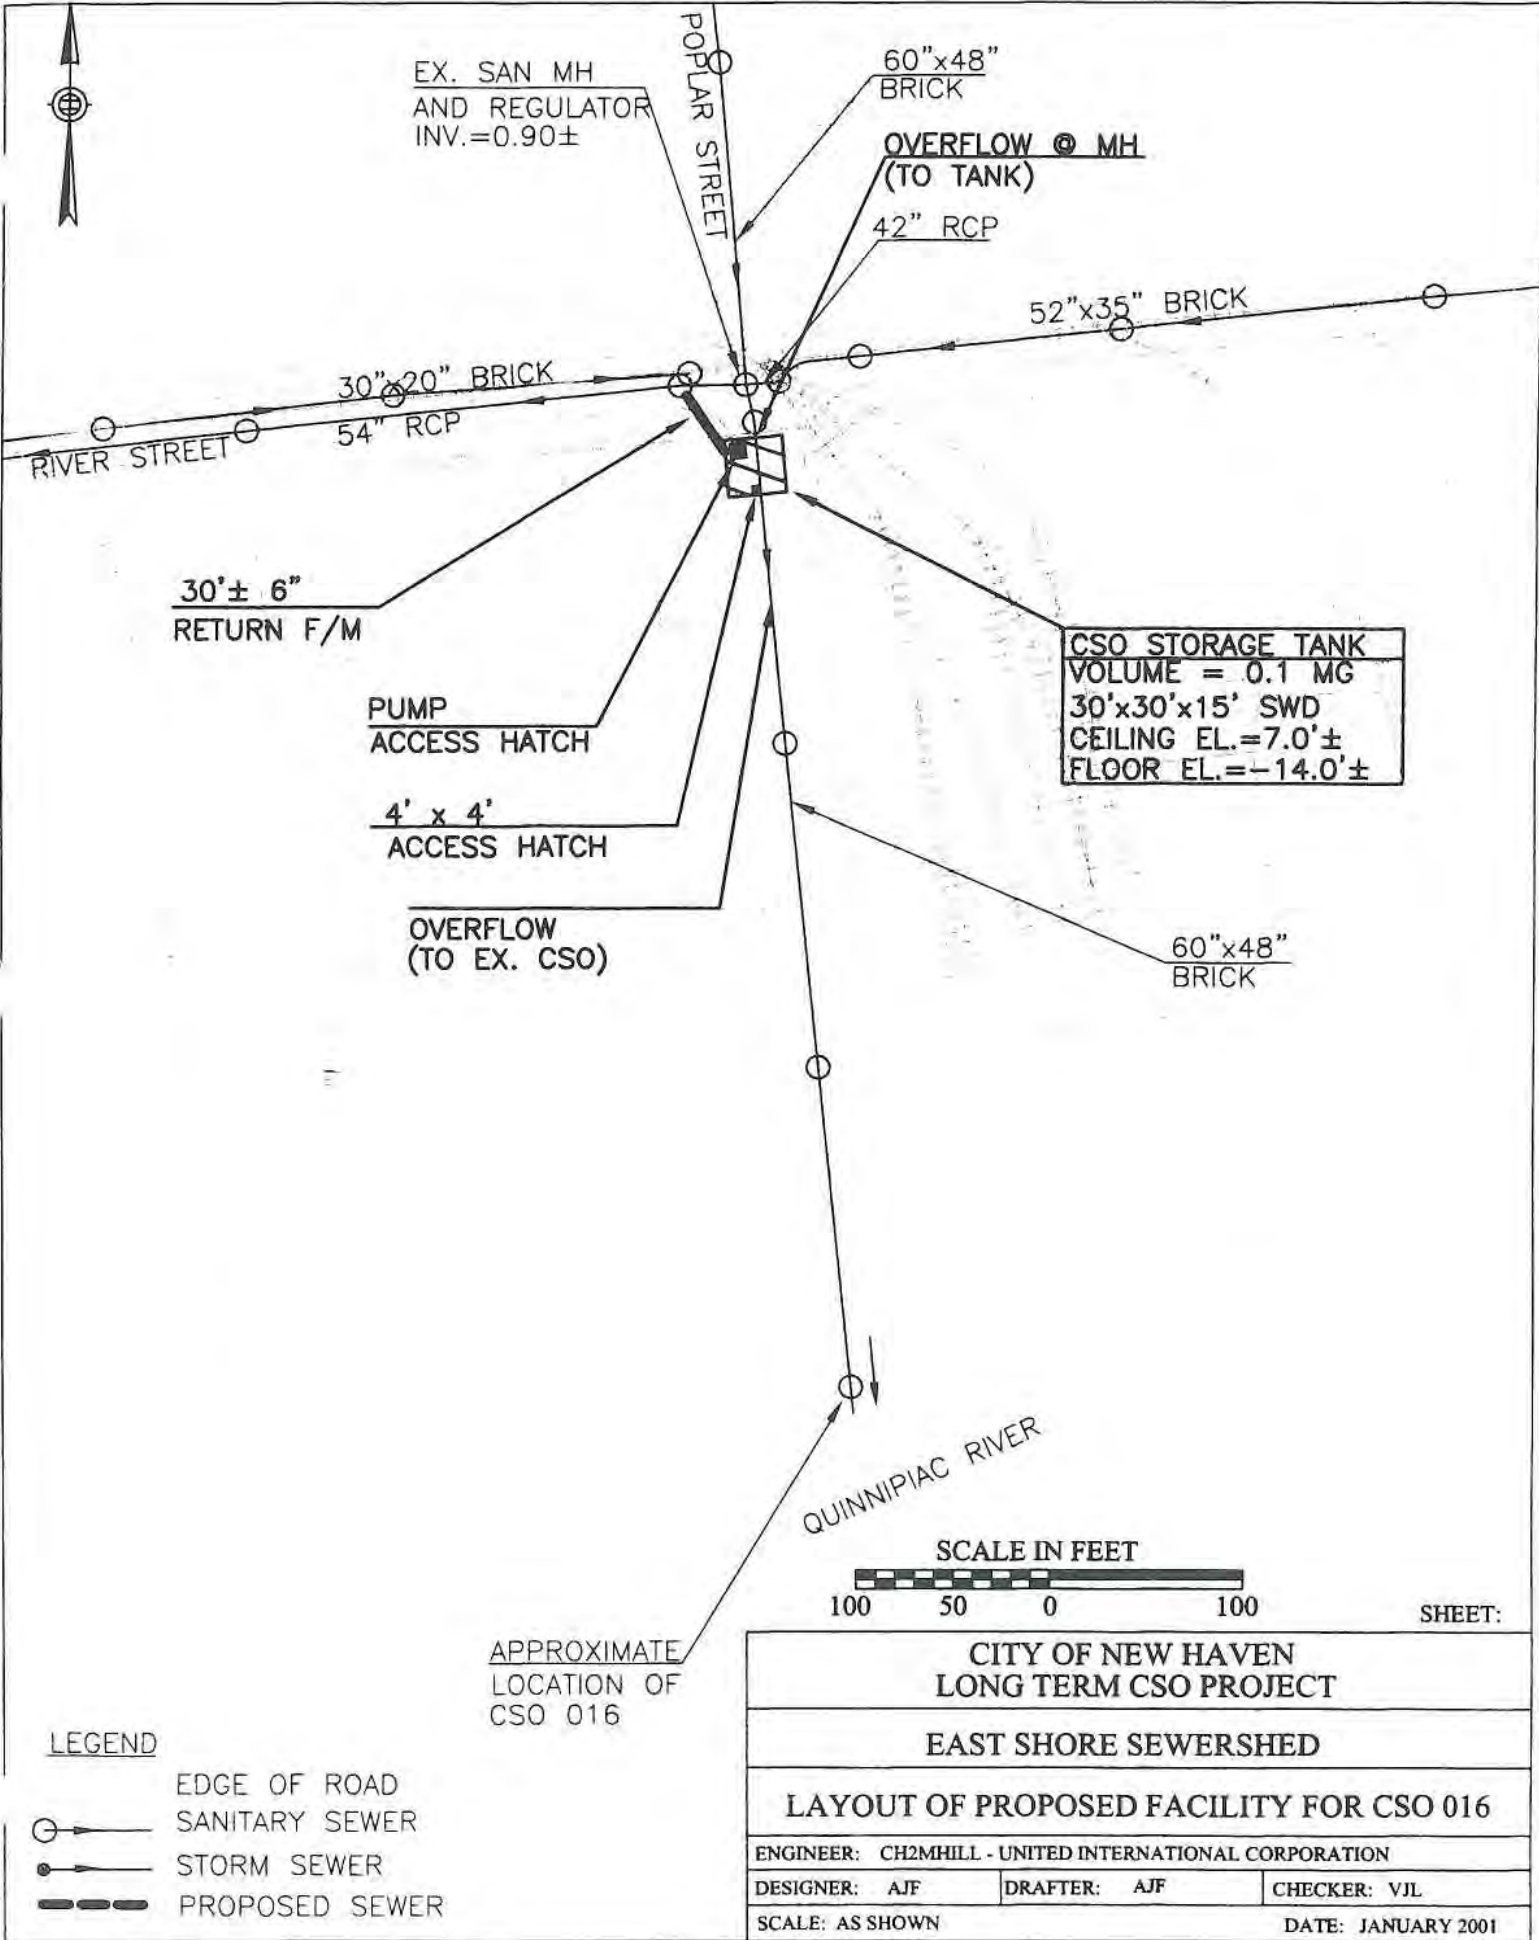 POPLAR STREET
EX. SAN MH
AND REGULATOR
INV.=0.90±
60"x48"
BRICK
OVERFLOW @ MH
(TO TANK)
42" RCP
52"x35" BRICK
30"x20" BRICK
54" RCP
RIVER STREET
30'± 6"
RETURN F/M
PUMP
ACCESS HATCH
4' x 4'
ACCESS HATCH
OVERFLOW
(TO EX. CSO)
CSO STORAGE TANK
VOLUME = 0.1 MG
30'x30'x15' SWD
CEILING EL.=7.0'±
FLOOR EL.=-14.0'±
60"x48"
BRICK
QUINNIPIAC RIVER
APPROXIMATE
LOCATION OF
CSO 016
SCALE IN FEET
100 50 0 100
SHEET:
LEGEND
EDGE OF ROAD
SANITARY SEWER
STORM SEWER
PROPOSED SEWER
CITY OF NEW HAVEN
LONG TERM CSO PROJECT
EAST SHORE SEWERSHED
LAYOUT OF PROPOSED FACILITY FOR CSO 016
ENGINEER: CH2MHILL - UNITED INTERNATIONAL CORPORATION
DESIGNER: AJF DRAFTER: AJF CHECKER: VJL
SCALE: AS SHOWN DATE: JANUARY 2001